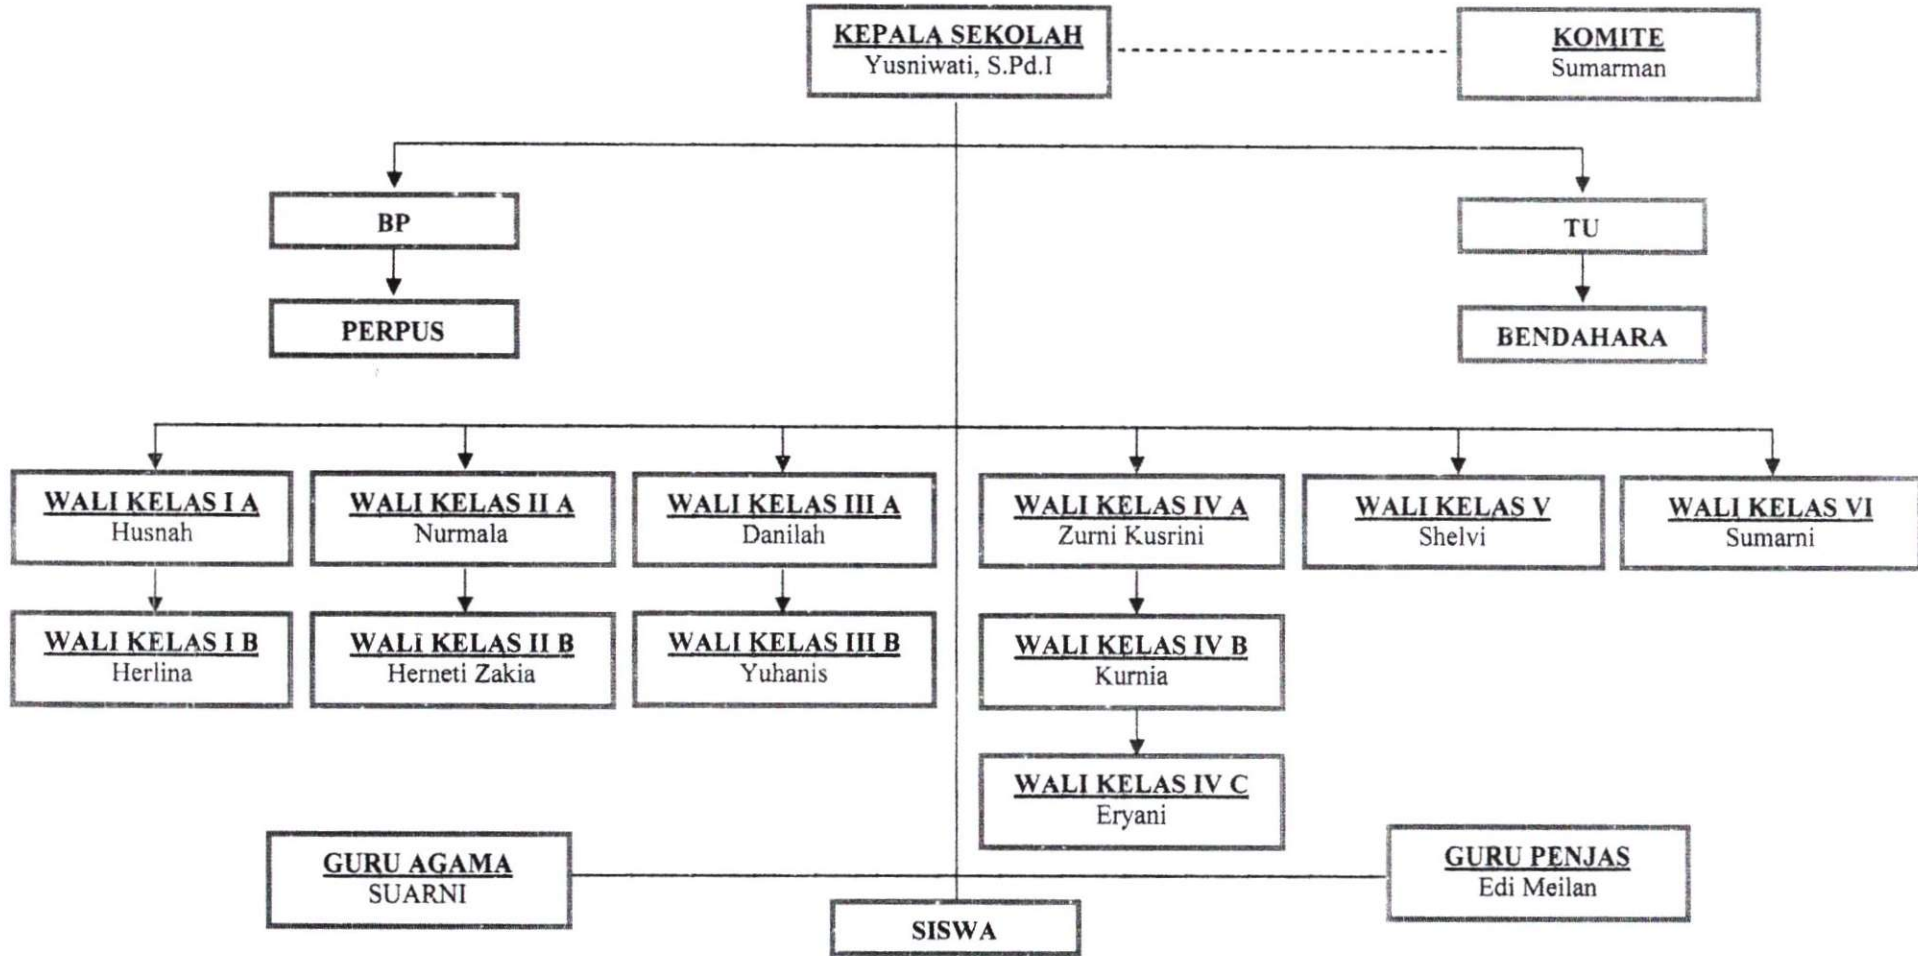 KEPALA SEKOLAH
Yusniwati, S.Pd.I
KOMITE
Sumarman
BP
TU
PERPUS
BENDAHARA
WALI KELAS I A
Husnah
WALI KELAS II A
Nurmala
WALI KELAS III A
Danilah
WALI KELAS IV A
Zurni Kusrini
WALI KELAS V
Shelvi
WALI KELAS VI
Sumarni
WALI KELAS I B
Herlina
WALI KELAS II B
Herneti Zakia
WALI KELAS III B
Yuhanis
WALI KELAS IV B
Kurnia
WALI KELAS IV C
Eryani
GURU AGAMA
SUARNI
GURU PENJAS
Edi Meilan
SISWA